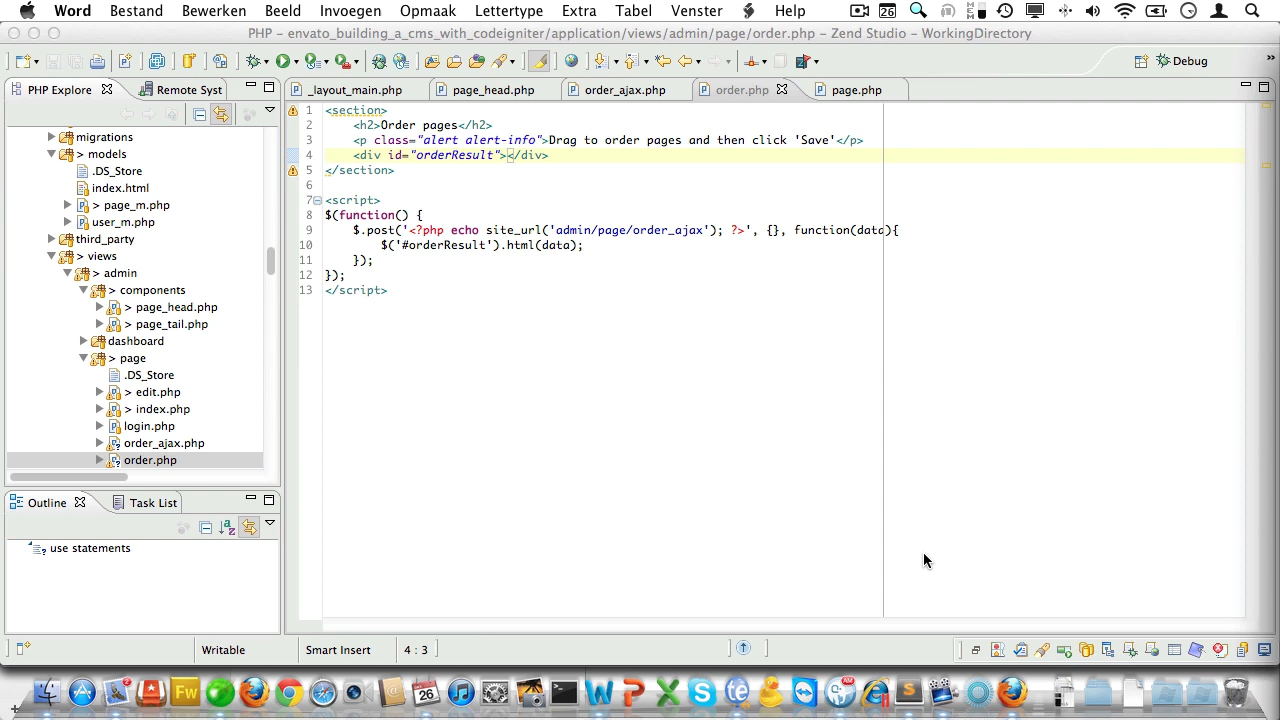 Word Bestand Bewerken Beeld Invoegen Opmaak Lettertype Extra Tabel Venster Help 26
PHP - envato_building_a_cms_with_codeigniter/application/views/admin/page/order.php - Zend Studio - WorkingDirectory
Debug
PHP Explore Remote Syst
_layout_main.php page_head.php order_ajax.php order.php page.php
migrations
> models
.DS_Store
index.html
> page_m.php
user_m.php
third_party
> views
> admin
> components
> page_head.php
> page_tail.php
dashboard
> page
.DS_Store
> edit.php
> index.php
login.php
order_ajax.php
order.php
1 <section>
2 <h2>Order pages</h2>
3 <p class="alert alert-info">Drag to order pages and then click 'Save'</p>
4 <div id="orderResult"></div>
5 </section>
6
7 <script>
8 $(function() {
9 $.post('<?php echo site_url('admin/page/order_ajax'); ?>', {}, function(data){
10 $('#orderResult').html(data);
11 });
12 });
13 </script>
Outline Task List
use statements
Writable Smart Insert 4 : 3